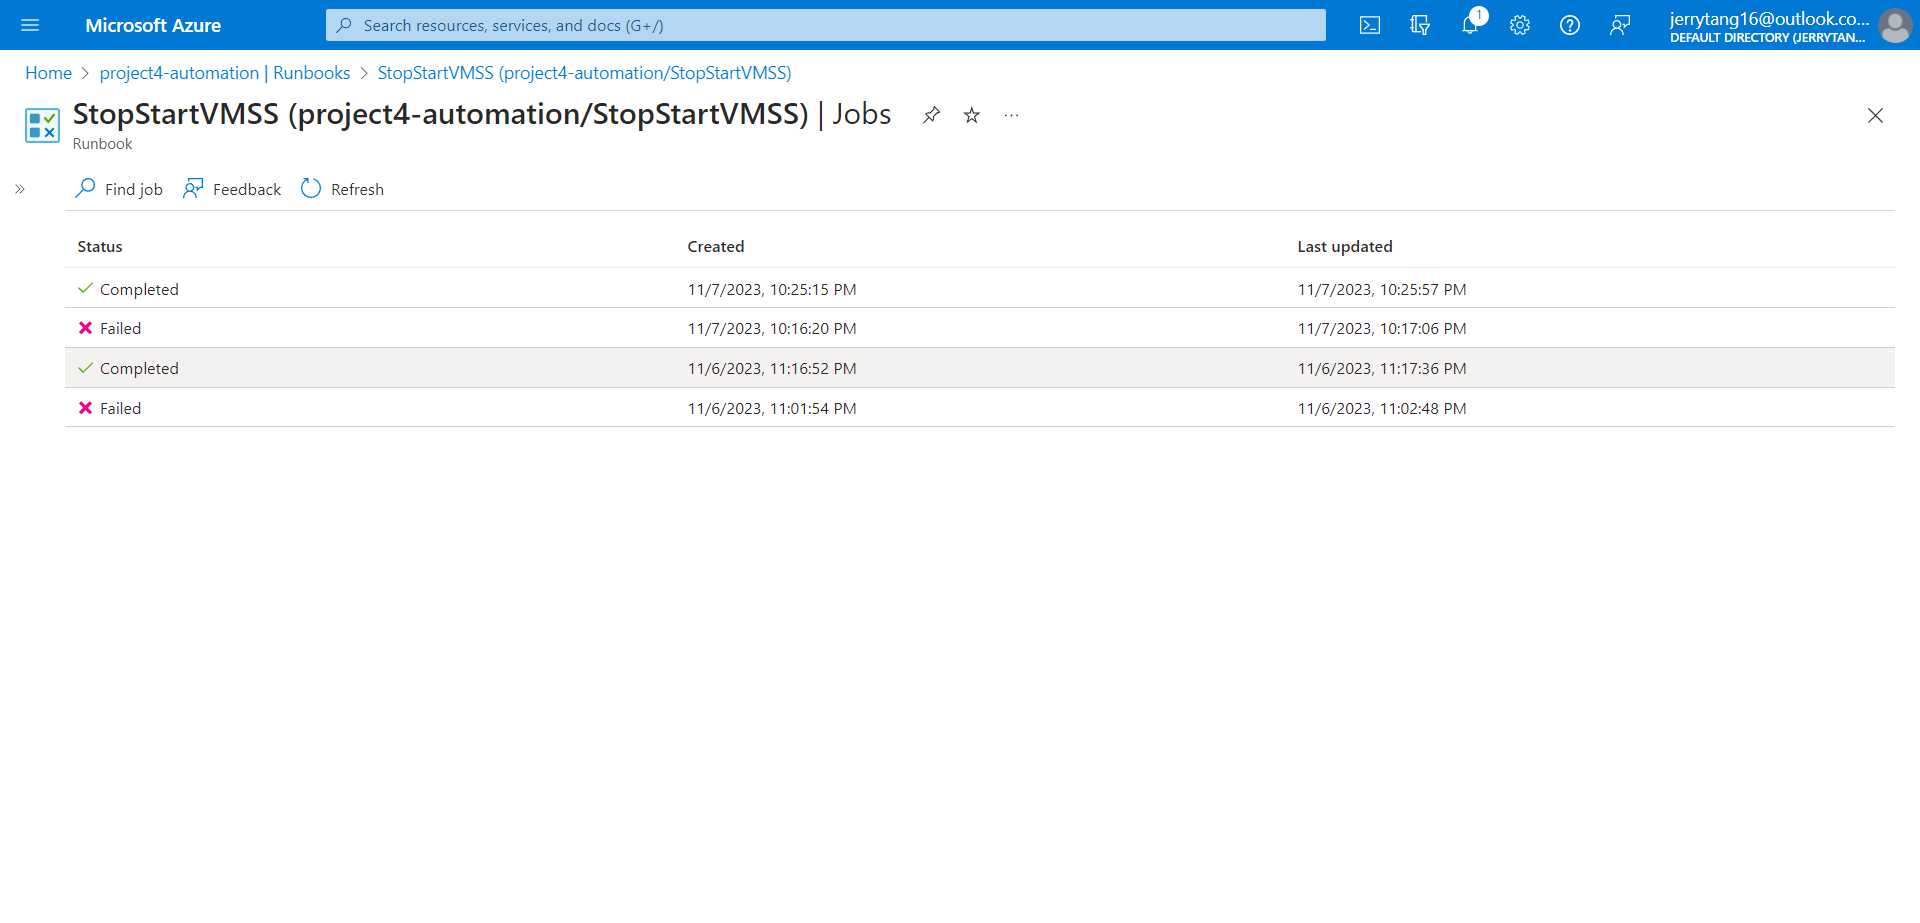 Microsoft Azure
Search resources, services, and docs (G+/)
1
jerrytang16@outlook.co...
DEFAULT DIRECTORY (JERRYTAN...
Home > project4-automation | Runbooks > StopStartVMSS (project4-automation/StopStartVMSS)
StopStartVMSS (project4-automation/StopStartVMSS) | Jobs ...
Runbook
Find job Feedback Refresh
Status Created Last updated
Completed 11/7/2023, 10:25:15 PM 11/7/2023, 10:25:57 PM
Failed 11/7/2023, 10:16:20 PM 11/7/2023, 10:17:06 PM
Completed 11/6/2023, 11:16:52 PM 11/6/2023, 11:17:36 PM
Failed 11/6/2023, 11:01:54 PM 11/6/2023, 11:02:48 PM